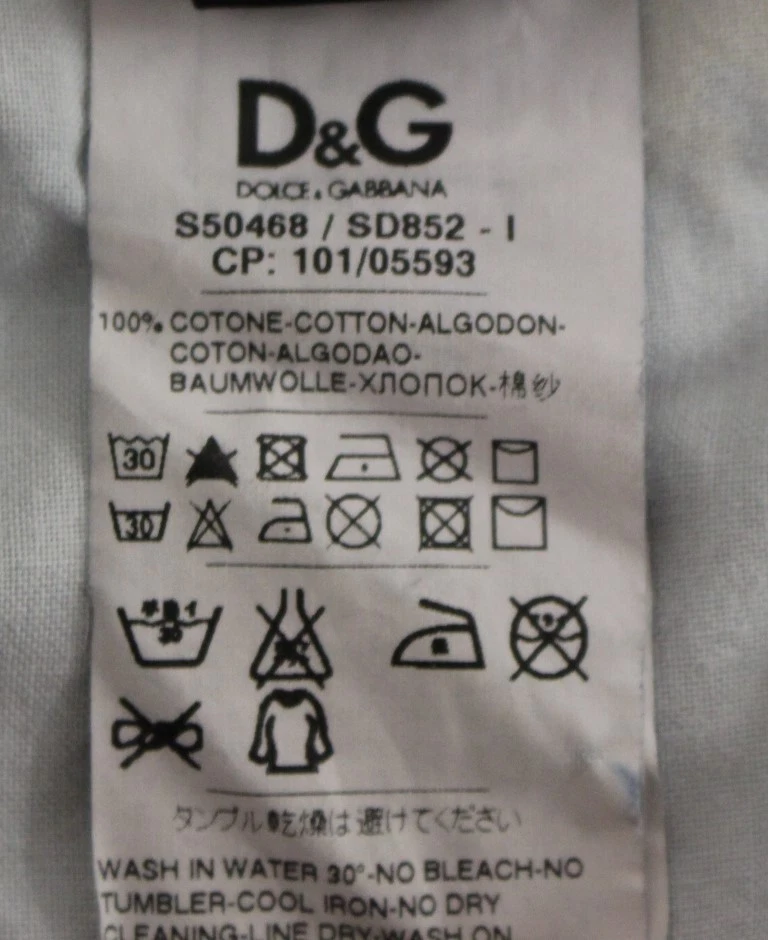 D&G
DOLCE & GABBANA
S50468 / SD852 - I
CP: 101/05593
100% COTONE-COTTON-ALGODON-
COTON-ALGODAO-
BAUMWOLLE-ХЛОПОК-棉纱
30
30
30
タンブル乾燥は避けてください
WASH IN WATER 30°-NO BLEACH-NO
TUMBLER-COOL IRON-NO DRY
CLEANING-LINE DRY-WASH ON